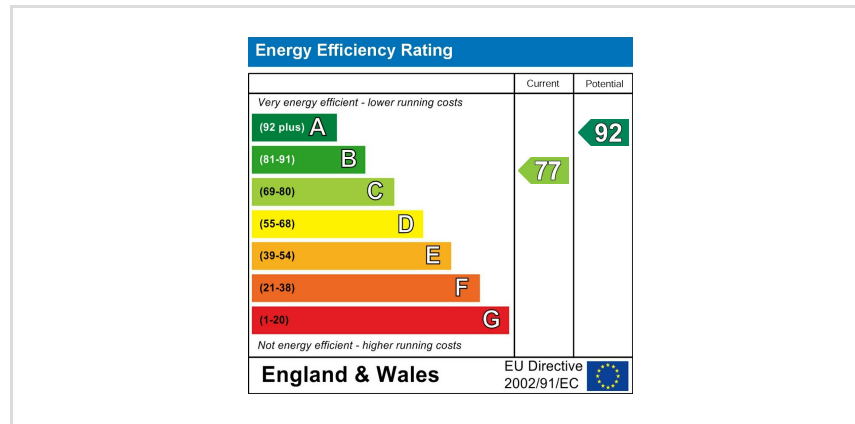 Energy Efficiency Rating
Current Potential
Very energy efficient - lower running costs
(92 plus) A
92
(81-91) B
77
(69-80) C
(55-68) D
(39-54) E
(21-38) F
(1-20) G
Not energy efficient - higher running costs
England & Wales
EU Directive
2002/91/EC